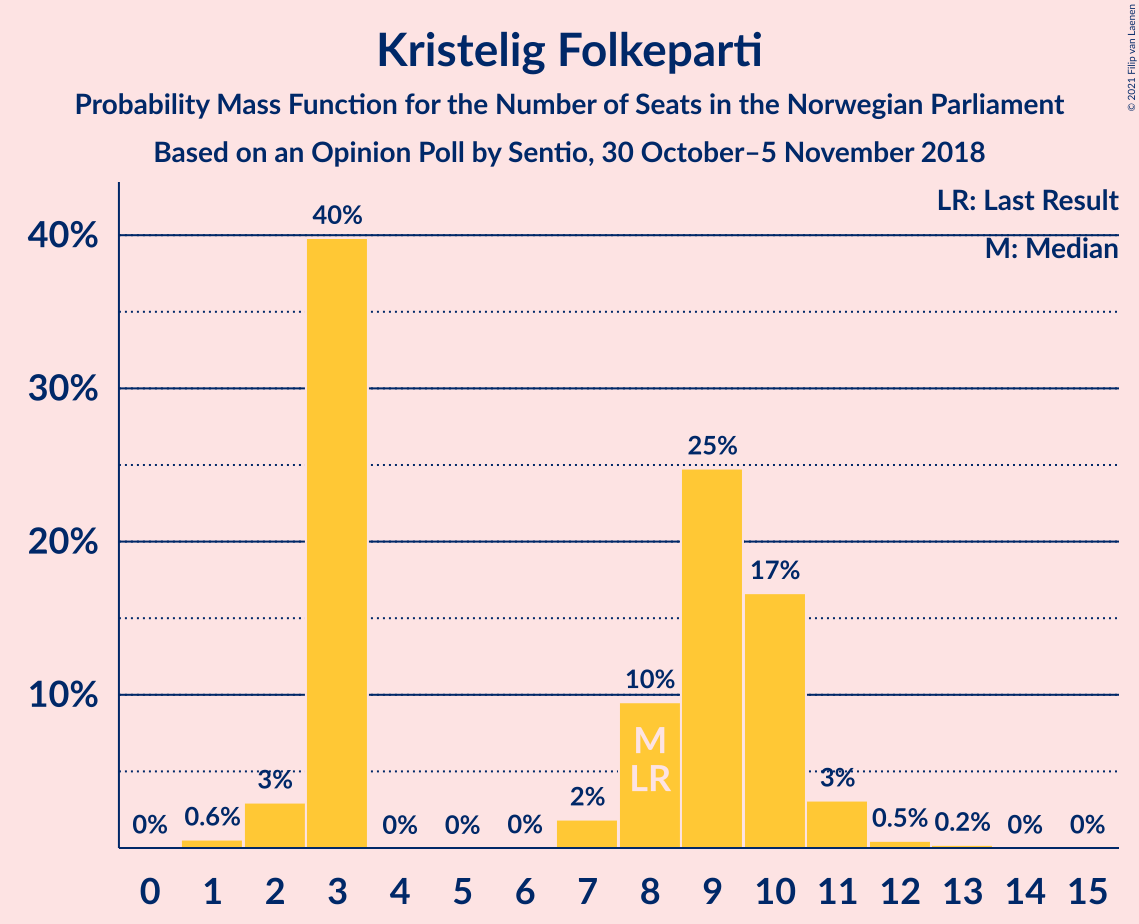 Kristelig Folkeparti
Probability Mass Function for the Number of Seats in the Norwegian Parliament
Based on an Opinion Poll by Sentio, 30 October–5 November 2018
© 2021 Filip van Laenen
LR: Last Result
M: Median
40%
30%
20%
10%
0%
0.6%
3%
40%
0%
0%
0%
2%
10%
25%
17%
3%
0.5%
0.2%
0%
0%
M
LR
0 1 2 3 4 5 6 7 8 9 10 11 12 13 14 15